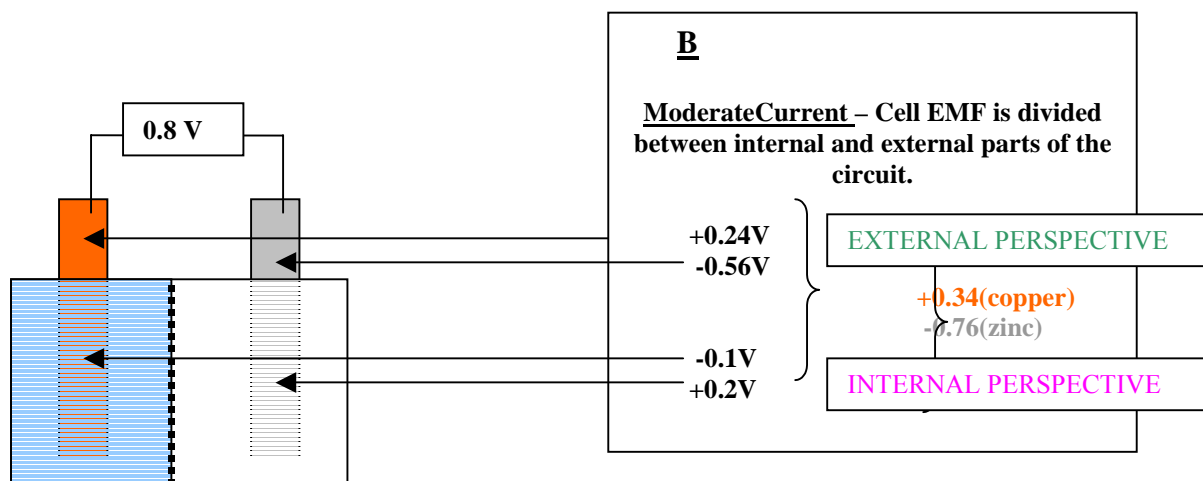 B
0.8 V
ModerateCurrent – Cell EMF is divided
between internal and external parts of the
circuit.
+0.24V
-0.56V
EXTERNAL PERSPECTIVE
+0.34(copper)
-0.76(zinc)
-0.1V
+0.2V
INTERNAL PERSPECTIVE